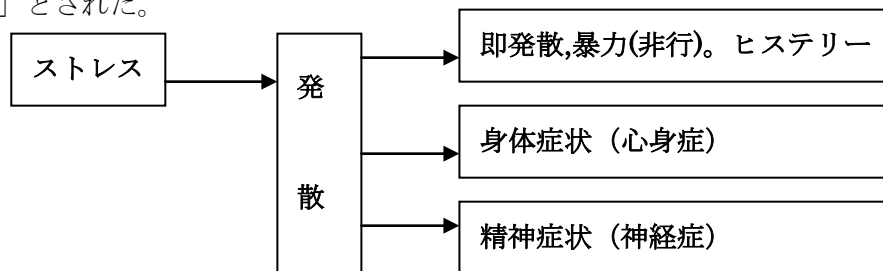 」とされた。
ストレス
発
散
即発散,暴力(非行)。ヒステリー
身体症状（心身症）
精神症状（神経症）